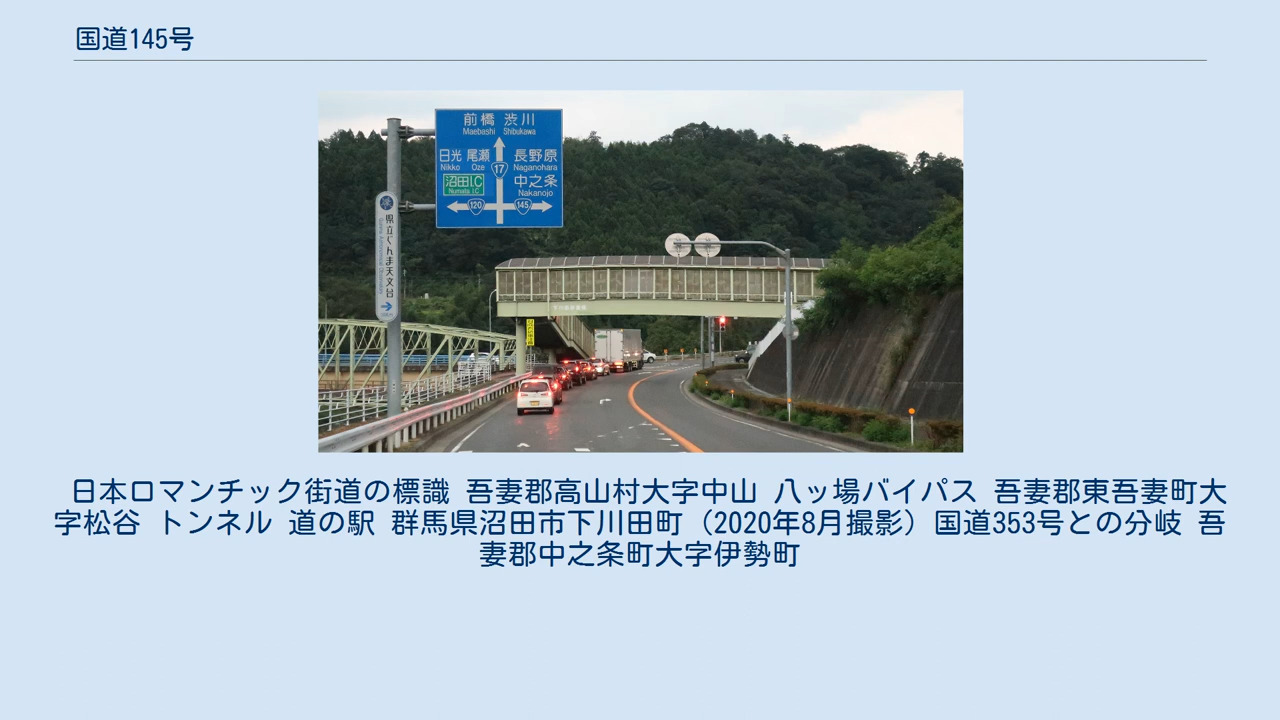 国道145号
前橋 渋川
Maebashi Shibukawa
日光 尾瀬
Nikko Oze
長野原
Naganohara
17
沼田I.C
Numata I.C
中之条
Nakanojo
120
145
県立ぐんま天文台
日本ロマンチック街道の標識 吾妻郡高山村大字中山 八ッ場バイパス 吾妻郡東吾妻町大
字松谷 トンネル 道の駅 群馬県沼田市下川田町（2020年8月撮影）国道353号との分岐 吾
妻郡中之条町大字伊勢町